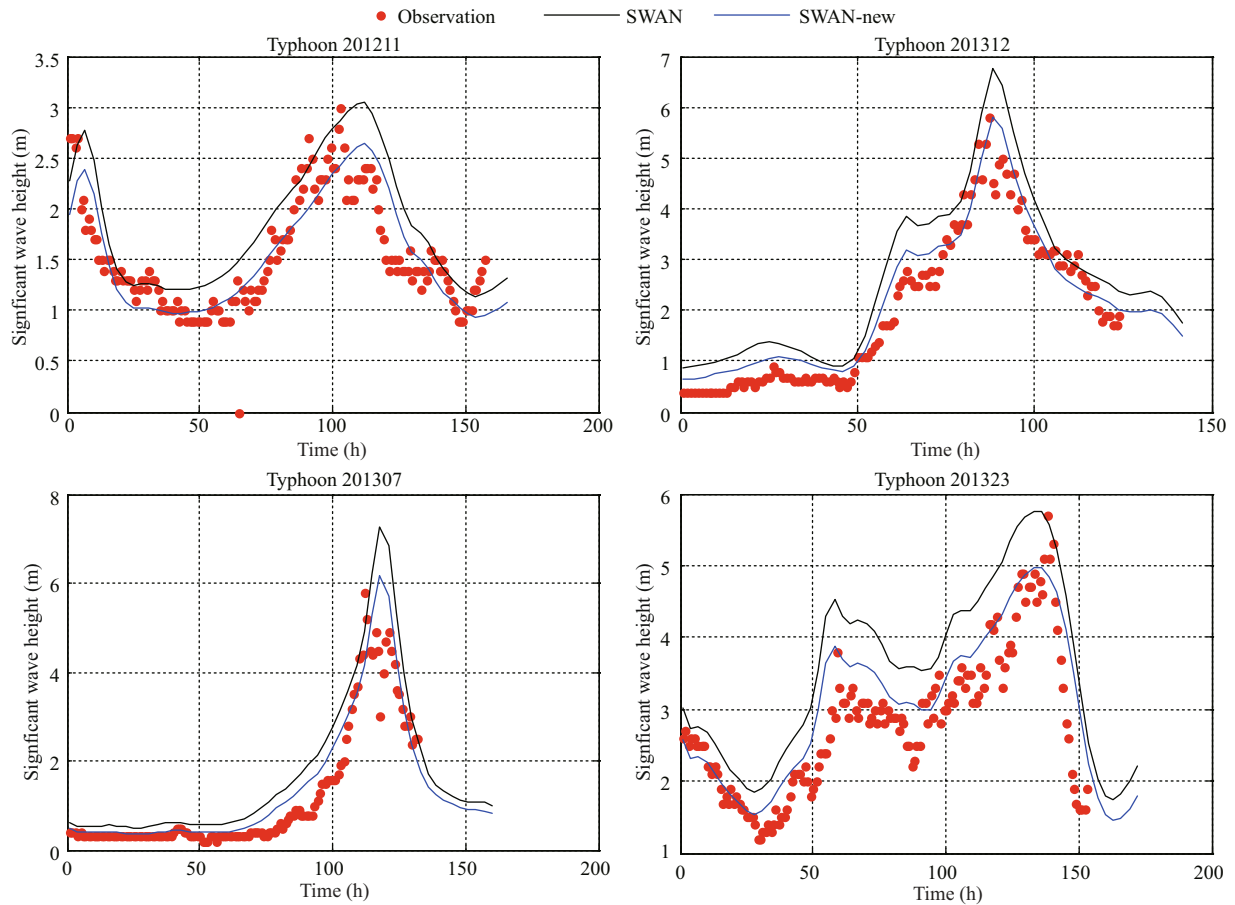 Observation SWAN SWAN-new
Typhoon 201211
Signficant wave height (m)
3.5
3
2.5
2
1.5
1
0.5
0
0 50 100 150 200
Time (h)
Typhoon 201312
Signficant wave height (m)
7
6
5
4
3
2
1
0
0 50 100 150
Time (h)
Typhoon 201307
Signficant wave height (m)
8
6
4
2
0
0 50 100 150 200
Time (h)
Typhoon 201323
Signficant wave height (m)
6
5
4
3
2
1
0 50 100 150 200
Time (h)